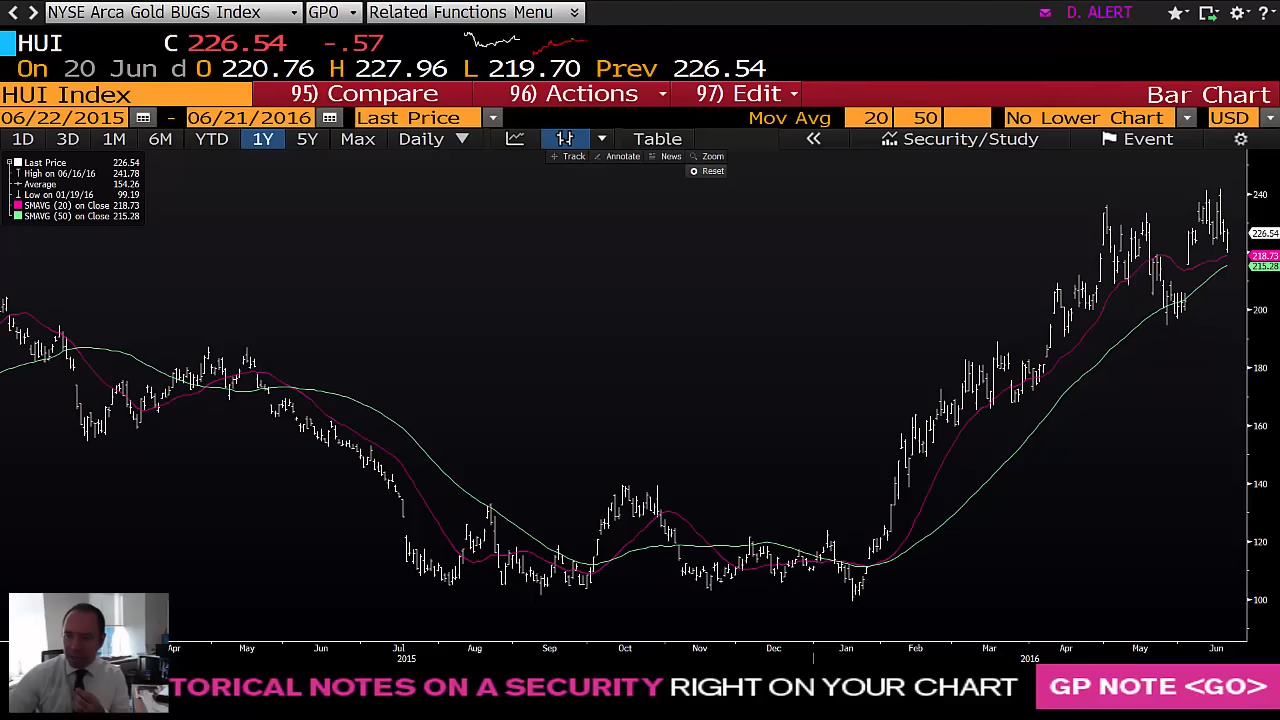 NYSE Arca Gold BUGS Index GPO Related Functions Menu D. ALERT ?
HUI C 226.54 -.57
On 20 Jun d O 220.76 H 227.96 L 219.70 Prev 226.54
HUI Index 95) Compare 96) Actions 97) Edit Bar Chart
06/22/2015 - 06/21/2016 Last Price Mov Avg 20 50 No Lower Chart USD
1D 3D 1M 6M YTD 1Y 5Y Max Daily Table Security/Study Event
Track Annotate News Zoom
Reset
Last Price 226.54
High on 06/16/16 241.78
Average 154.26
Low on 01/19/16 99.19
SMAVG (20) on Close 218.73
SMAVG (50) on Close 215.28
240
226.54
218.73
215.28
200
180
160
140
120
100
Apr May Jun Jul Aug Sep Oct Nov Dec Jan Feb Mar Apr May Jun
2015 2016
TORICAL NOTES ON A SECURITY RIGHT ON YOUR CHART GP NOTE <GO>